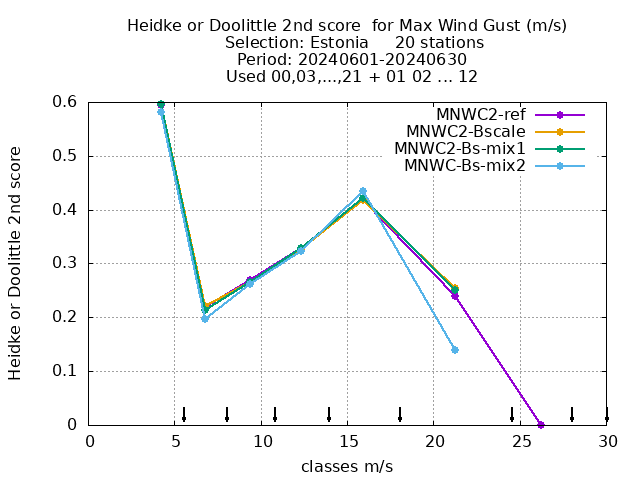 Heidke or Doolittle 2nd score  for Max Wind Gust (m/s)
Selection: Estonia     20 stations
Period: 20240601-20240630
Used 00,03,...,21 + 01 02 ... 12
MNWC2-ref
MNWC2-Bscale
MNWC2-Bs-mix1
MNWC-Bs-mix2
Heidke or Doolittle 2nd score
0.6
0.5
0.4
0.3
0.2
0.1
0
0 5 10 15 20 25 30
classes m/s